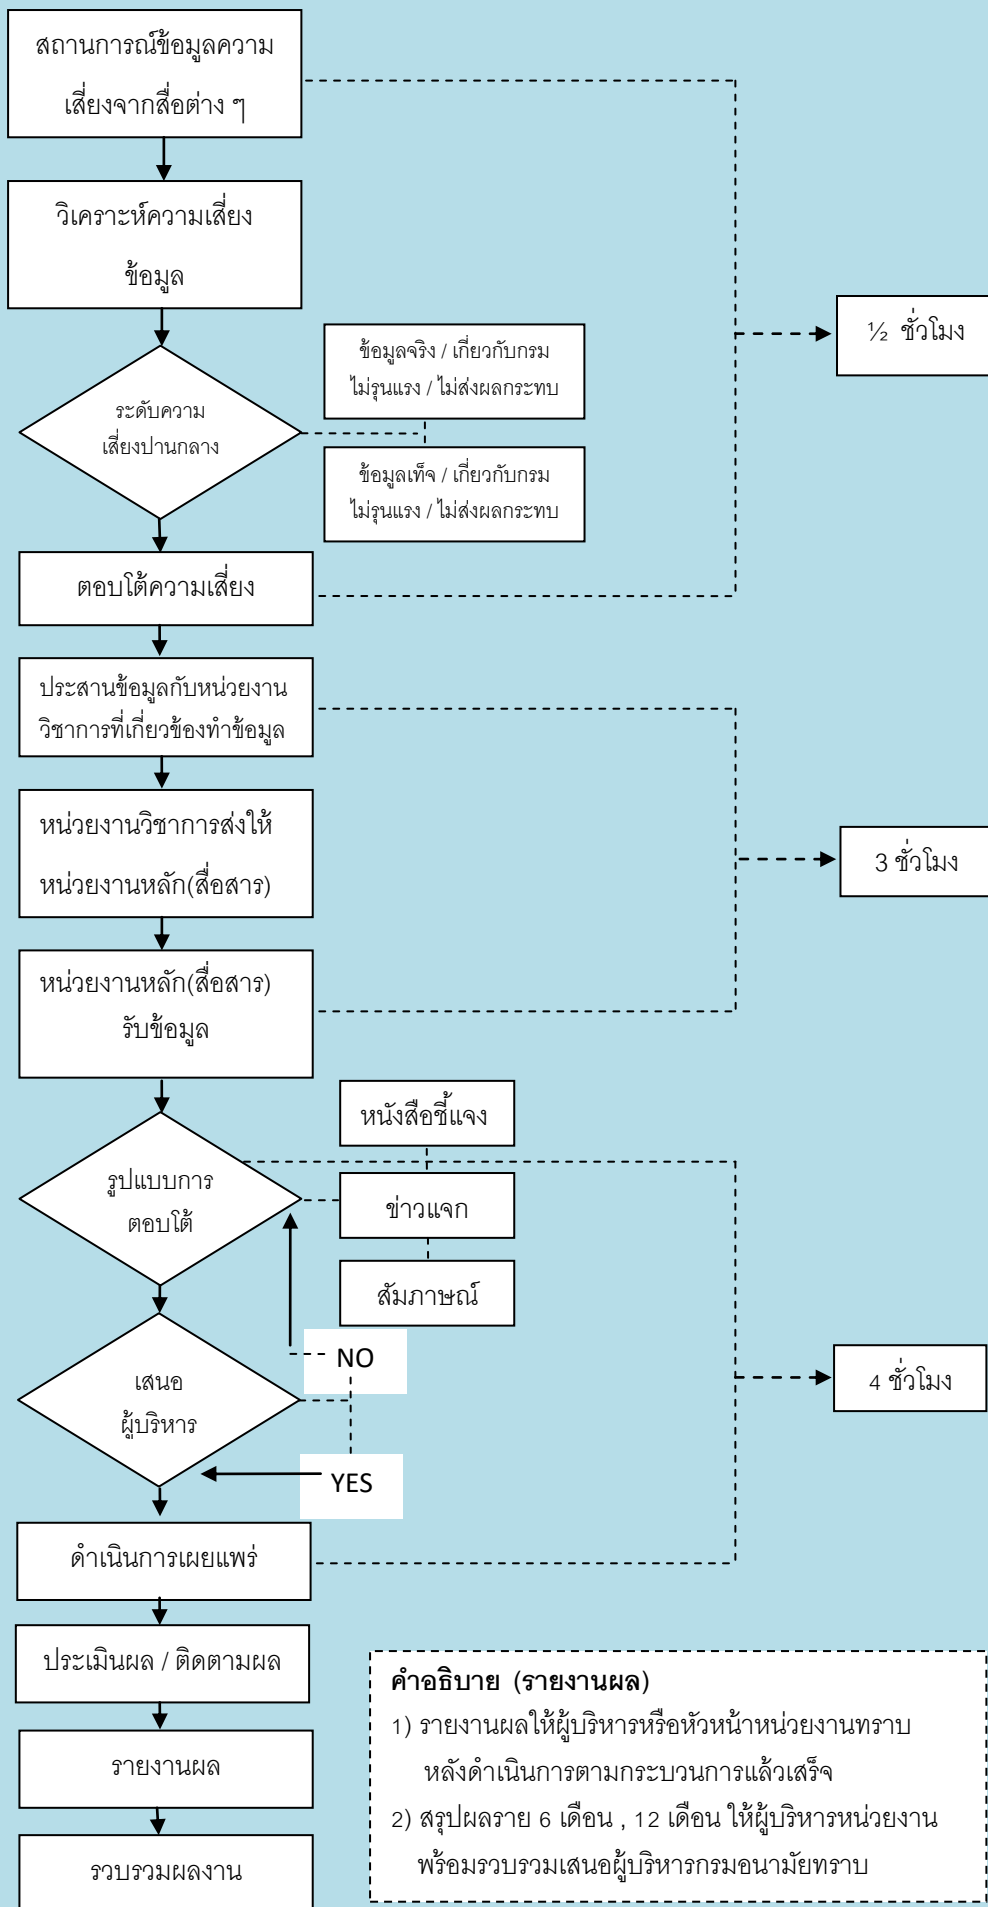 สถานการณ์ข้อมูลความ
เสี่ยงจากสื่อต่าง ๆ
วิเคราะห์ความเสี่ยง
ข้อมูล
½ ชั่วโมง
ข้อมูลจริง / เกี่ยวกับกรม
ไม่รุนแรง / ไม่ส่งผลกระทบ
ระดับความ
เสี่ยงปานกลาง
ข้อมูลเท็จ / เกี่ยวกับกรม
ไม่รุนแรง / ไม่ส่งผลกระทบ
ตอบโต้ความเสี่ยง
ประสานข้อมูลกับหน่วยงาน
วิชาการที่เกี่ยวข้องทำข้อมูล
หน่วยงานวิชาการส่งให้
หน่วยงานหลัก(สื่อสาร)
3 ชั่วโมง
หน่วยงานหลัก(สื่อสาร)
รับข้อมูล
หนังสือชี้แจง
รูปแบบการ
ตอบโต้
ข่าวแจก
สัมภาษณ์
NO
เสนอ
ผู้บริหาร
4 ชั่วโมง
YES
ดำเนินการเผยแพร่
ประเมินผล / ติดตามผล
รายงานผล
รวบรวมผลงาน
คำอธิบาย (รายงานผล)
1) รายงานผลให้ผู้บริหารหรือหัวหน้าหน่วยงานทราบ
หลังดำเนินการตามกระบวนการแล้วเสร็จ
2) สรุปผลราย 6 เดือน , 12 เดือน ให้ผู้บริหารหน่วยงาน
พร้อมรวบรวมเสนอผู้บริหารกรมอนามัยทราบ